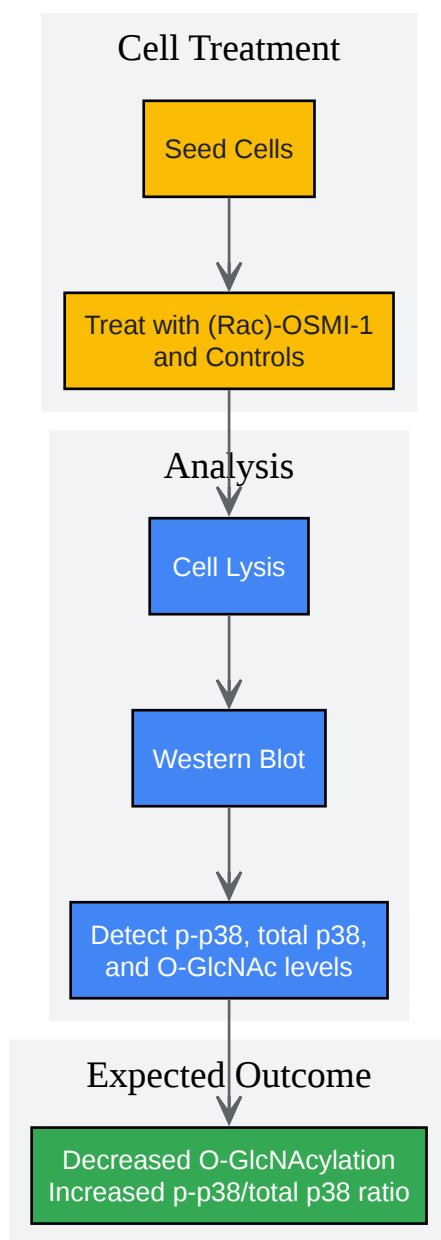 Cell Treatment
Seed Cells
Treat with (Rac)-OSMI-1
and Controls
Analysis
Cell Lysis
Western Blot
Detect p-p38, total p38,
and O-GlcNAc levels
Expected Outcome
Decreased O-GlcNAcylation
Increased p-p38/total p38 ratio